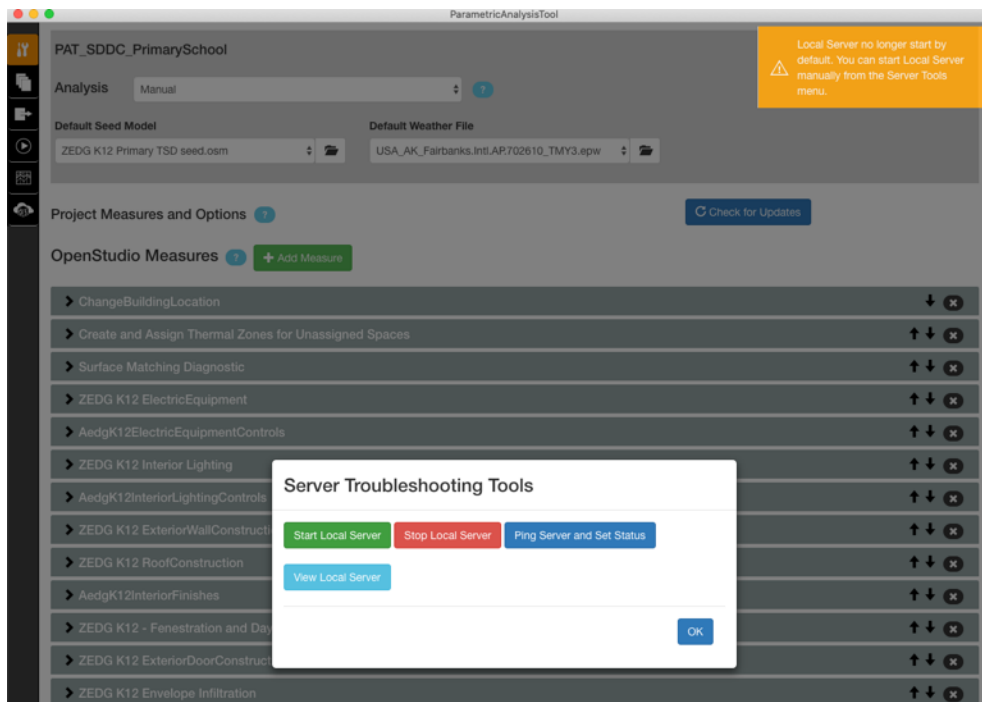 ParametricAnalysisTool
PAT_SDDC_PrimarySchool
Local Server no longer start by
default. You can start Local Server
manually from the Server Tools
menu.
Analysis Manual ?
Default Seed Model Default Weather File
ZEDG K12 Primary TSD seed.osm USA_AK_Fairbanks.Intl.AP.702610_TMY3.epw
Project Measures and Options ? Check for Updates
OpenStudio Measures ? Add Measure
ChangeBuildingLocation
Create and Assign Thermal Zones for Unassigned Spaces
Surface Matching Diagnostic
ZEDG K12 ElectricEquipment
AedgK12ElectricEquipmentControls
ZEDG K12 Interior Lighting
AedgK12InteriorLightingControls
ZEDG K12 ExteriorWallConstructi
ZEDG K12 RoofConstruction
AedgK12InteriorFinishes
ZEDG K12 - Fenestration and Day
ZEDG K12 ExteriorDoorConstruct
ZEDG K12 Envelope Infiltration
Server Troubleshooting Tools
Start Local Server Stop Local Server Ping Server and Set Status
View Local Server
OK